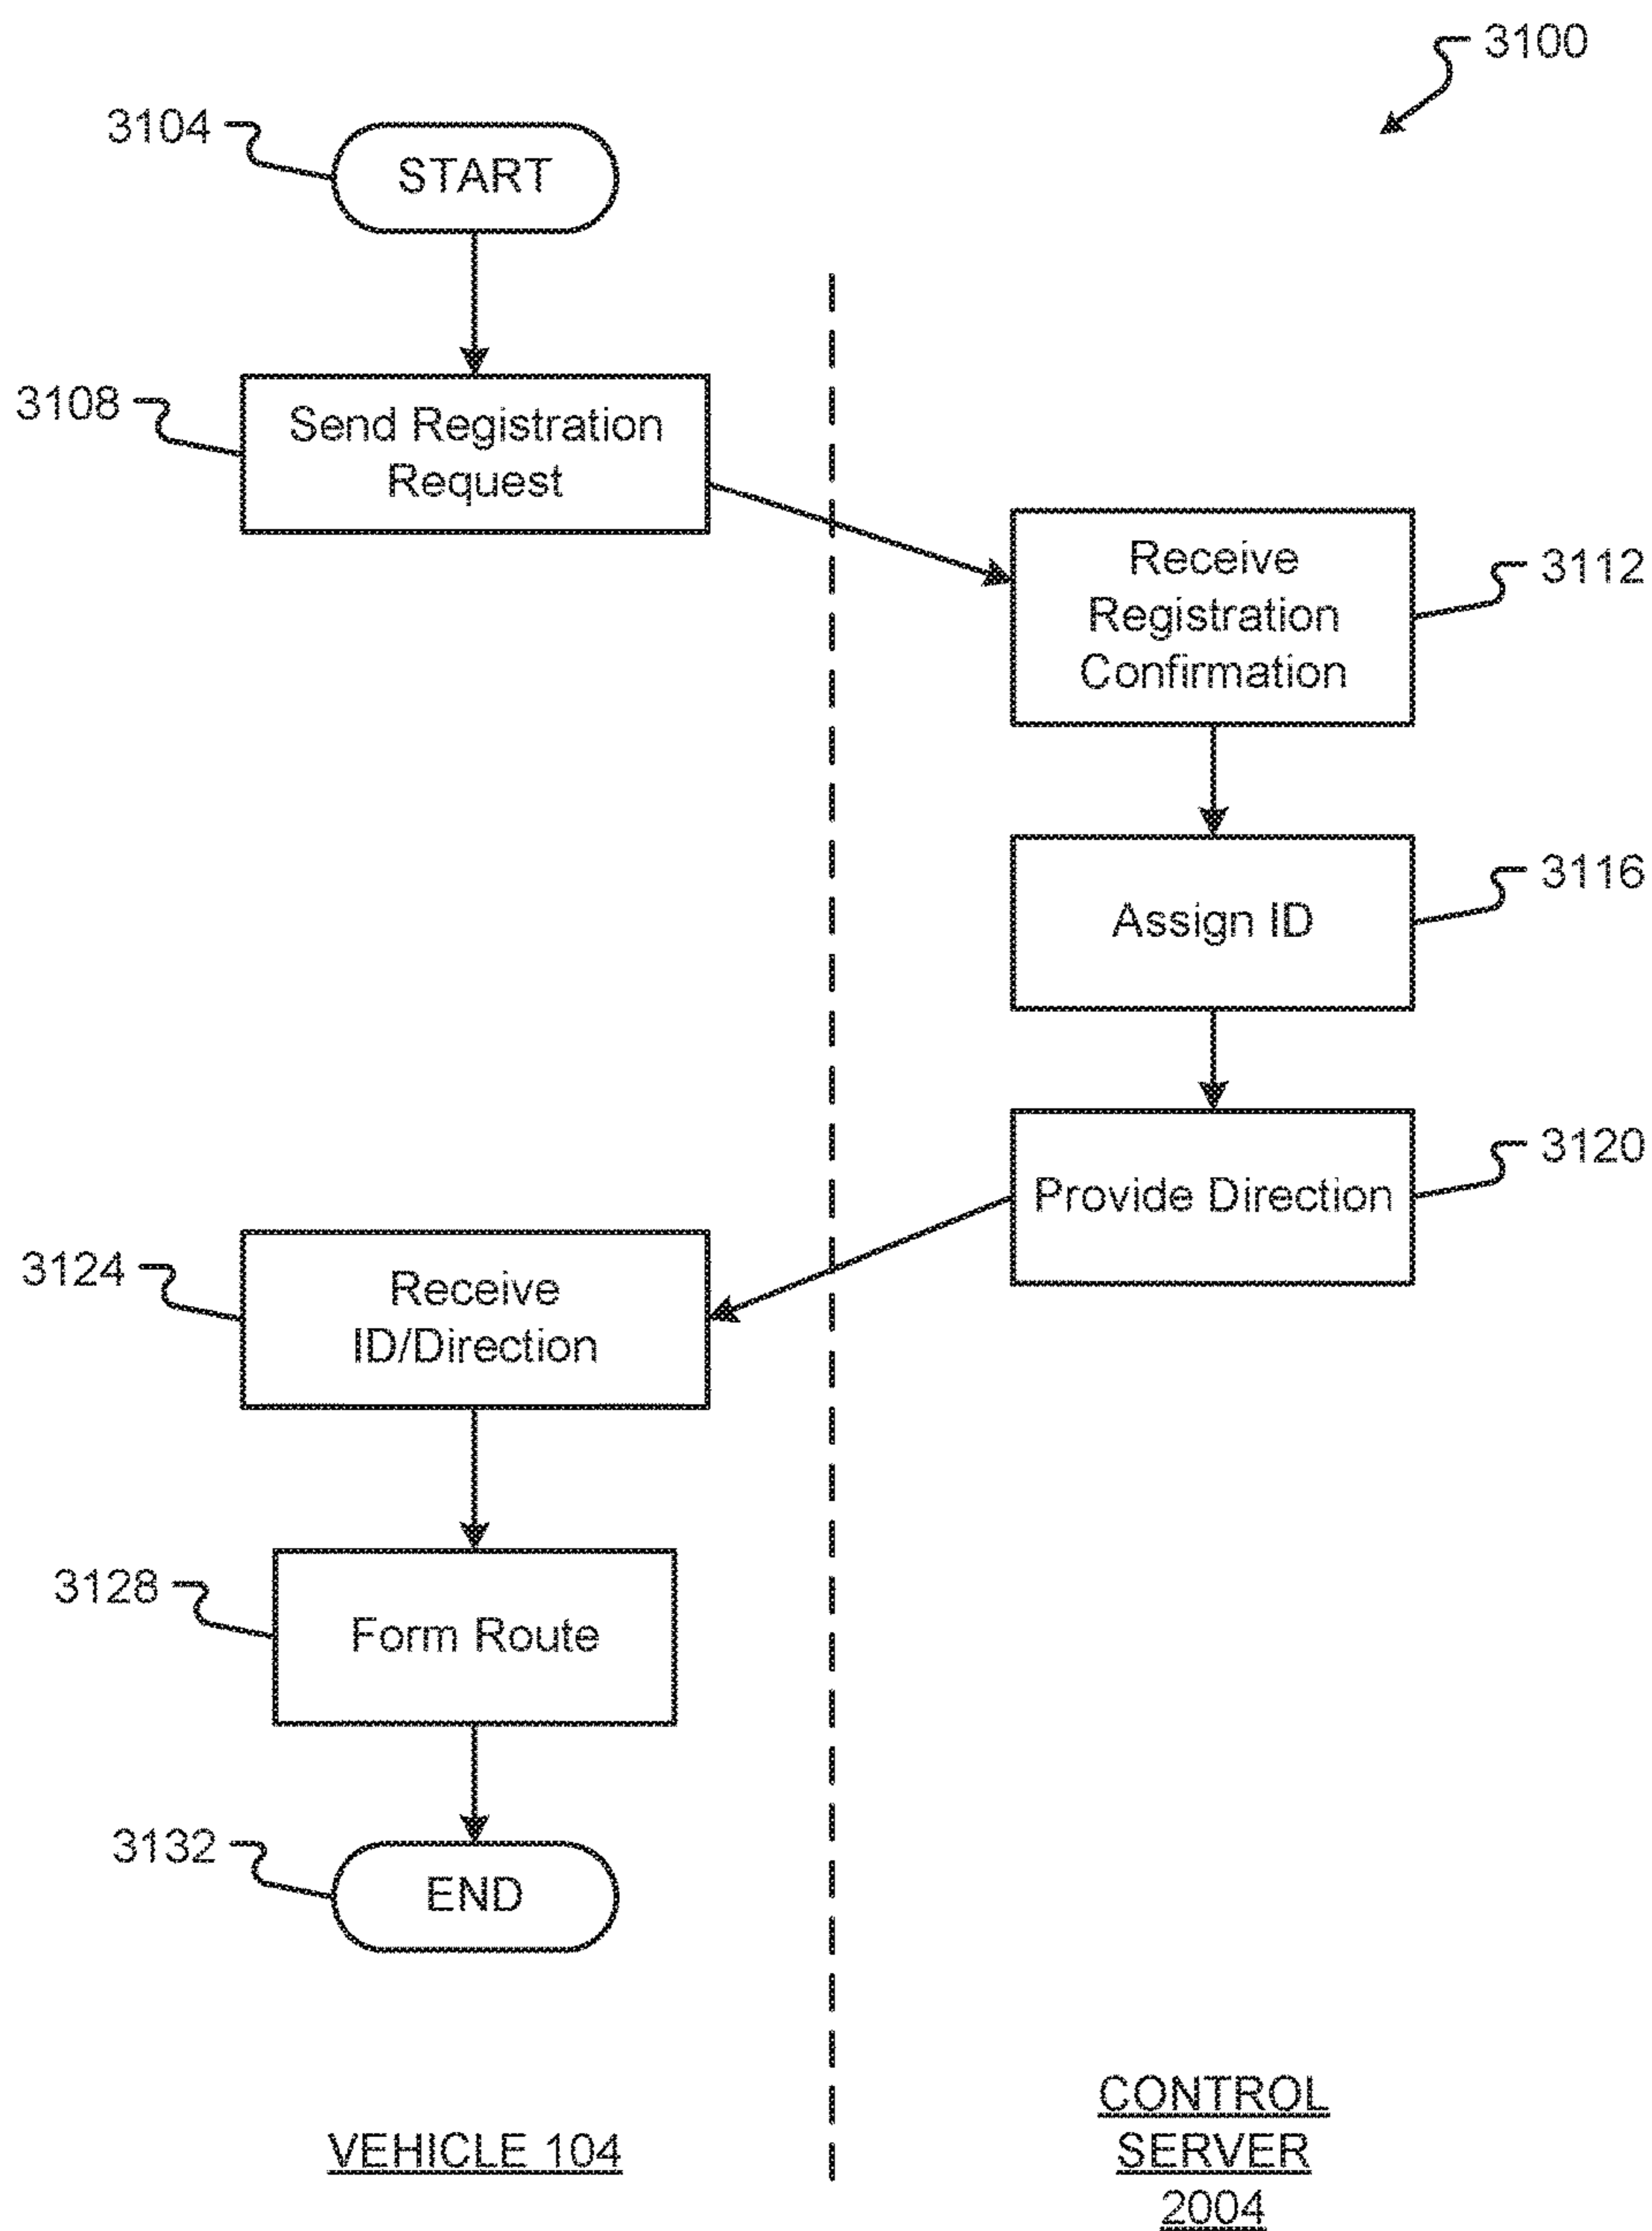 3100
3104
START
3108
Send Registration
Request
Receive
Registration
Confirmation
3112
Assign ID
3116
Provide Direction
3120
3124
Receive
ID/Direction
3128
Form Route
3132
END
VEHICLE 104
CONTROL
SERVER
2004